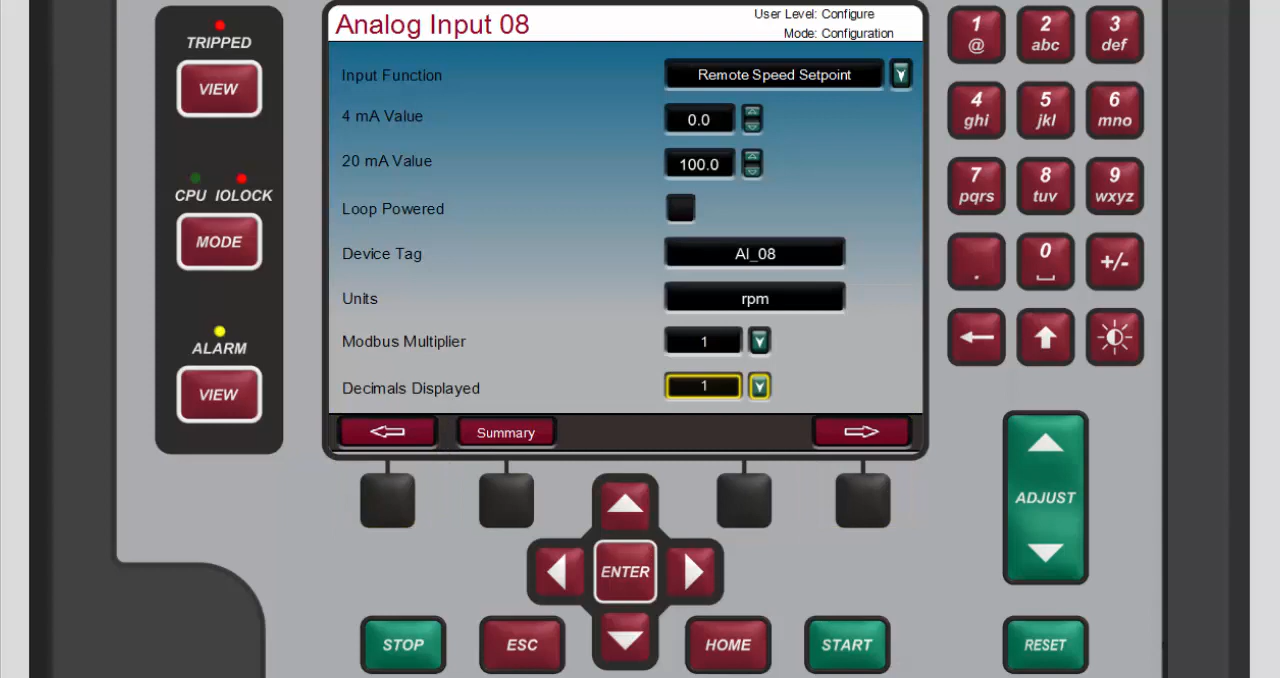 TRIPPED
VIEW
CPU IOLOCK
MODE
ALARM
VIEW
Analog Input 08
User Level: Configure
Mode: Configuration
Input Function
Remote Speed Setpoint
4 mA Value
0.0
20 mA Value
100.0
Loop Powered
Device Tag
AI_08
Units
rpm
Modbus Multiplier
1
Decimals Displayed
1
Summary
1
@
2
abc
3
def
4
ghi
5
jkl
6
mno
7
pqrs
8
tuv
9
wxyz
.
0
+/-
ADJUST
ENTER
STOP
ESC
HOME
START
RESET